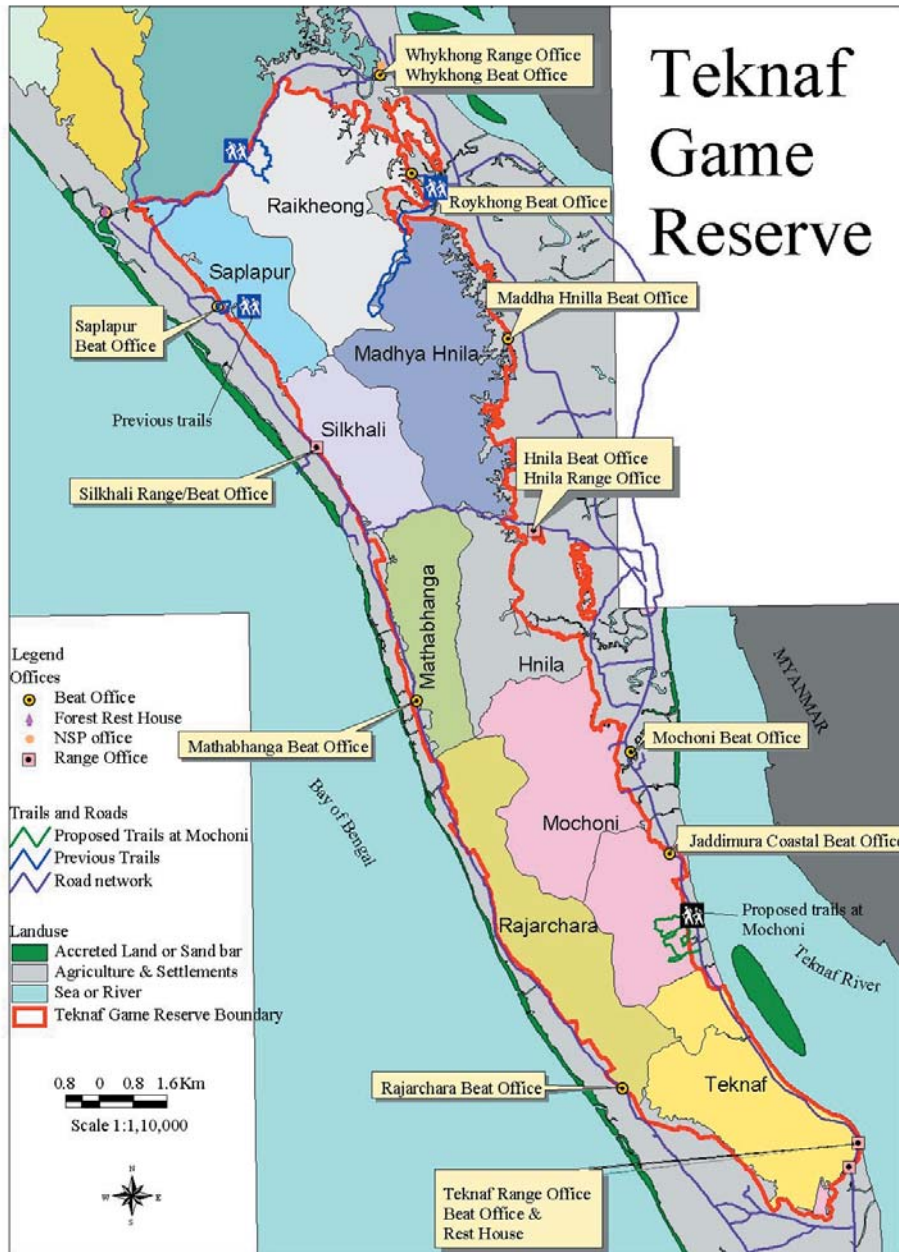 Teknaf
Game
Reserve
Whykhong Range Office
Whykhong Beat Office
Raikheong
Roykhong Beat Office
Saplapur
Saplapur
Beat Office
Maddha Hnilla Beat Office
Madhya Hnila
Previous trails
Silkhali
Hnila Beat Office
Hnila Range Office
Silkhali Range/Beat Office
Mathabhanga
Hnila
MYANMAR
Mathabhanga Beat Office
Mochoni Beat Office
Bay of Bengal
Mochoni
Jaddimura Coastal Beat Office
Proposed trails at
Mochoni
Rajarchara
Teknaf River
Rajarchara Beat Office
Teknaf
Teknaf Range Office
Beat Office &
Rest House
Legend
Offices
Beat Office
Forest Rest House
NSP office
Range Office
Trails and Roads
Proposed Trails at Mochoni
Previous Trails
Road network
Landuse
Accreted Land or Sand bar
Agriculture & Settlements
Sea or River
Teknaf Game Reserve Boundary
0.8 0 0.8 1.6Km
Scale 1:1,10,000
N
W E
S